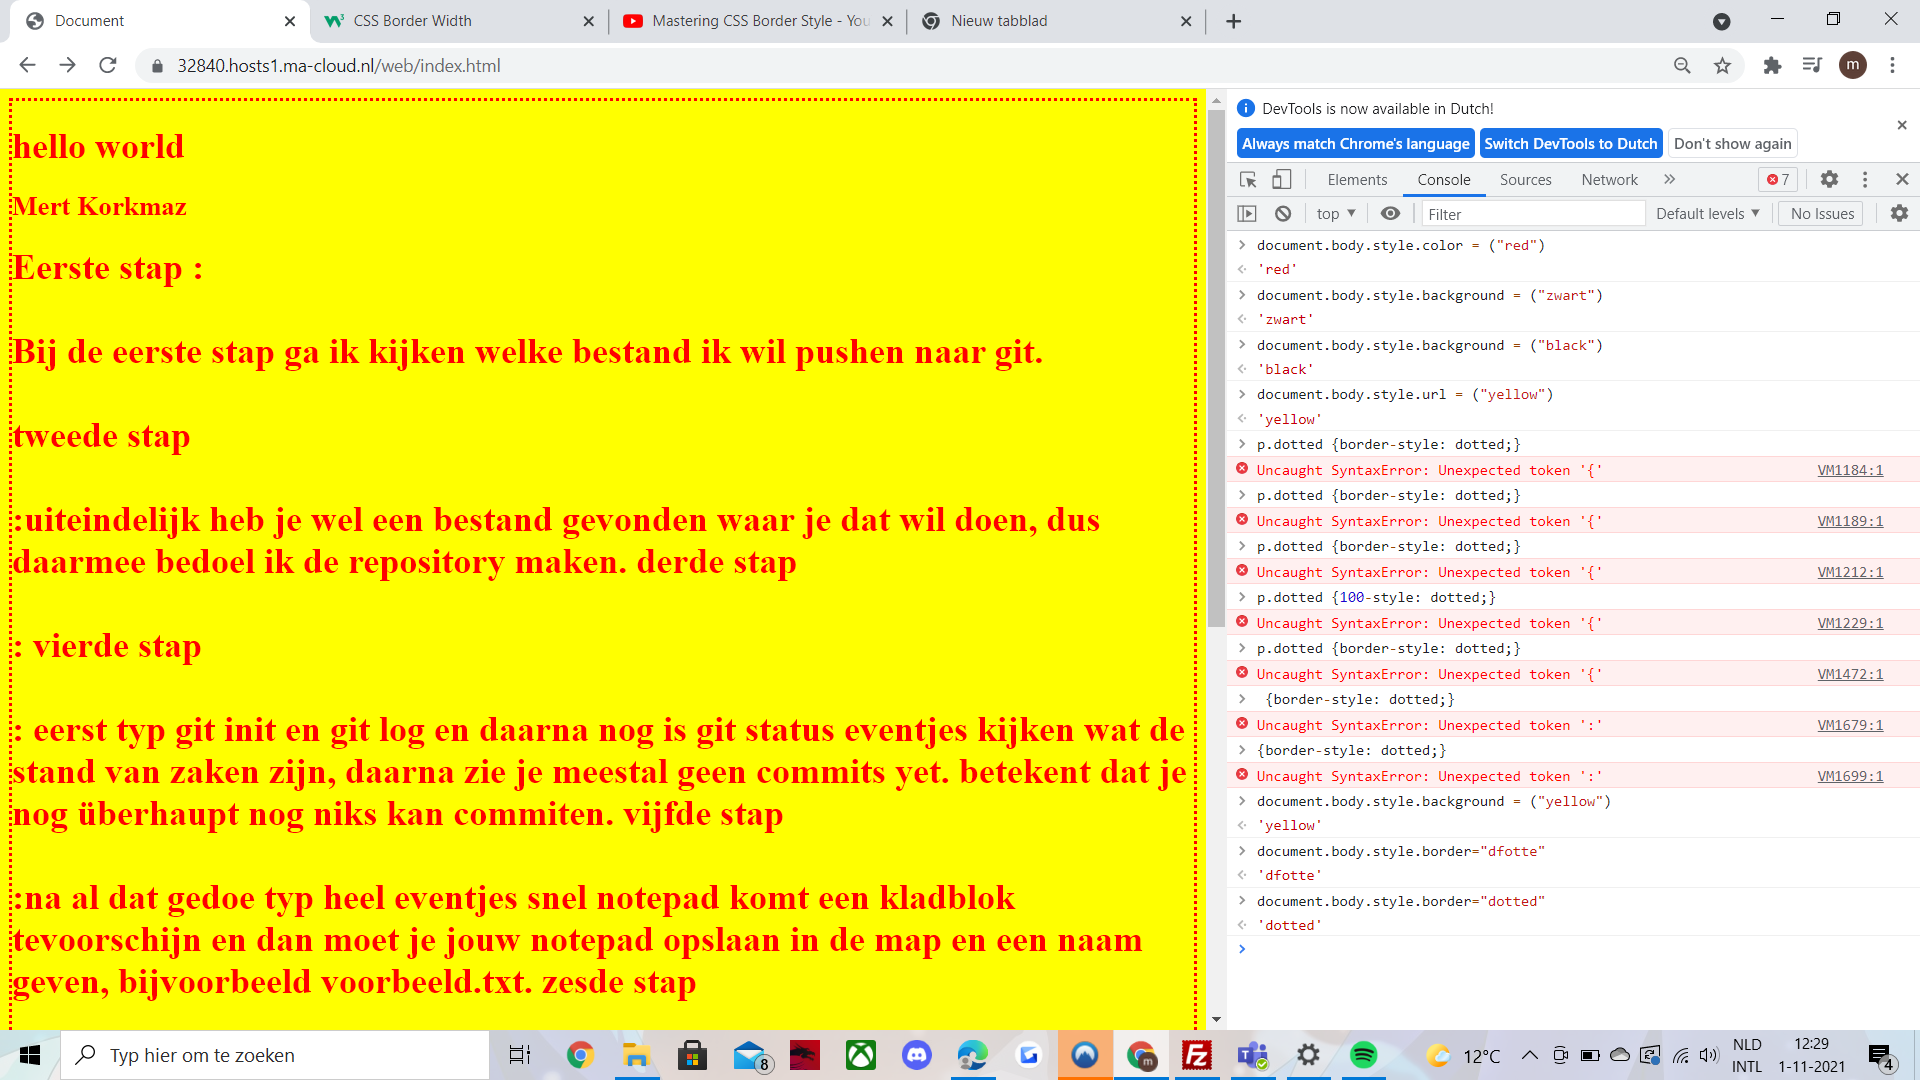 Document
CSS Border Width
Mastering CSS Border Style - You
Nieuw tabblad
32840.hosts1.ma-cloud.nl/web/index.html
m
hello world
Mert Korkmaz
Eerste stap :
Bij de eerste stap ga ik kijken welke bestand ik wil pushen naar git.
tweede stap
:uiteindelijk heb je wel een bestand gevonden waar je dat wil doen, dus
daarmee bedoel ik de repository maken. derde stap
: vierde stap
: eerst typ git init en git log en daarna nog is git status eventjes kijken wat de
stand van zaken zijn, daarna zie je meestal geen commits yet. betekent dat je
nog überhaupt nog niks kan commiten. vijfde stap
:na al dat gedoe typ heel eventjes snel notepad komt een kladblok
tevoorschijn en dan moet je jouw notepad opslaan in de map en een naam
geven, bijvoorbeeld voorbeeld.txt. zesde stap
DevTools is now available in Dutch!
Always match Chrome's language Switch DevTools to Dutch Don't show again
Elements Console Sources Network » 7
top Filter Default levels No Issues
document.body.style.color = ("red")
'red'
document.body.style.background = ("zwart")
'zwart'
document.body.style.background = ("black")
'black'
document.body.style.url = ("yellow")
'yellow'
p.dotted {border-style: dotted;}
Uncaught SyntaxError: Unexpected token '{' VM1184:1
p.dotted {border-style: dotted;}
Uncaught SyntaxError: Unexpected token '{' VM1189:1
p.dotted {border-style: dotted;}
Uncaught SyntaxError: Unexpected token '{' VM1212:1
p.dotted {100-style: dotted;}
Uncaught SyntaxError: Unexpected token '{' VM1229:1
p.dotted {border-style: dotted;}
Uncaught SyntaxError: Unexpected token '{' VM1472:1
{border-style: dotted;}
Uncaught SyntaxError: Unexpected token ':' VM1679:1
{border-style: dotted;}
Uncaught SyntaxError: Unexpected token ':' VM1699:1
document.body.style.background = ("yellow")
'yellow'
document.body.style.border="dfotte"
'dfotte'
document.body.style.border="dotted"
'dotted'
Typ hier om te zoeken
8
m
12°C
NLD
INTL
12:29
1-11-2021
4